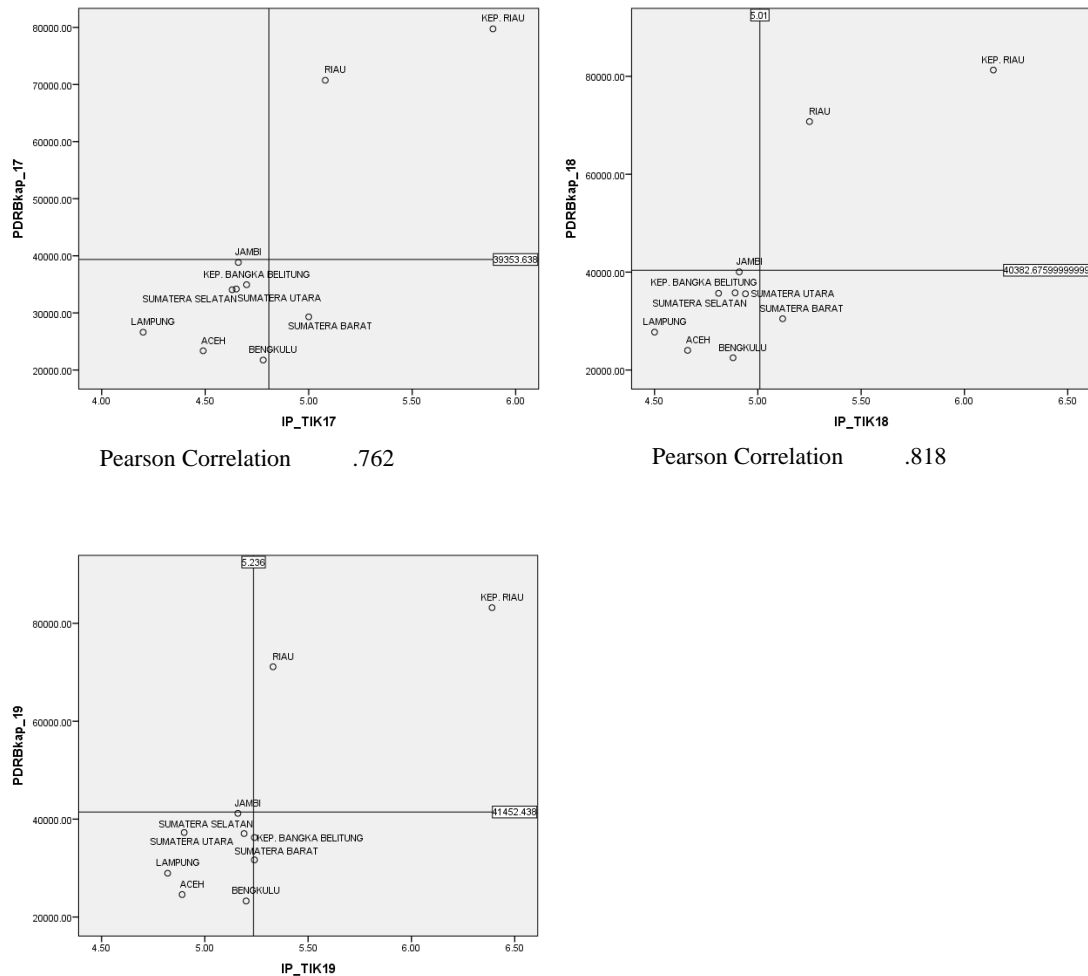 80000.00
70000.00
60000.00
50000.00
40000.00
30000.00
20000.00
PDRBkap_17
KEP. RIAU
RIAU
JAMBI
39353.638
KEP. BANGKA BELITUNG
SUMATERA SELATAN
SUMATERA UTARA
LAMPUNG
SUMATERA BARAT
ACEH
BENGKULU
4.00 4.50 5.00 5.50 6.00
IP_TIK17
Pearson Correlation .762
5.01
80000.00
60000.00
40000.00
20000.00
PDRBkap_18
KEP. RIAU
RIAU
JAMBI
40382.67599999999
KEP. BANGKA BELITUNG
SUMATERA UTARA
SUMATERA SELATAN
SUMATERA BARAT
LAMPUNG
ACEH
BENGKULU
4.50 5.00 5.50 6.00 6.50
IP_TIK18
Pearson Correlation .818
5.236
80000.00
60000.00
40000.00
20000.00
PDRBkap_19
KEP. RIAU
RIAU
JAMBI
41452.438
SUMATERA SELATAN
SUMATERA UTARA
KEP. BANGKA BELITUNG
SUMATERA BARAT
LAMPUNG
ACEH
BENGKULU
4.50 5.00 5.50 6.00 6.50
IP_TIK19